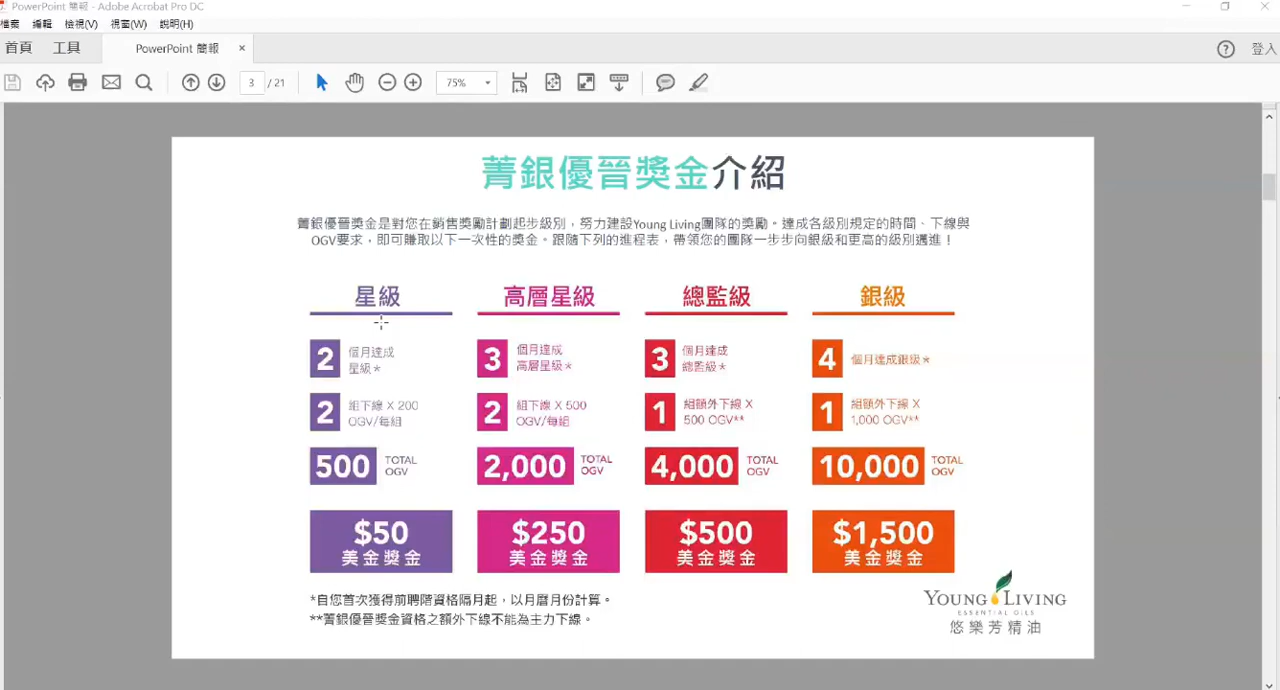 PowerPoint 簡報 - Adobe Acrobat Pro DC
檔案 編輯 檢視(V) 視窗(W) 說明(H)
首頁 工具 PowerPoint 簡報 × ? 登入
3 / 21 75%
菁銀優晉獎金介紹
菁銀優晉獎金是對您在銷售獎勵計劃起步級別，努力建設Young Living團隊的獎勵。達成各級別規定的時間、下線與
OGV要求，即可賺取以下一次性的獎金。跟隨下列的進程表，帶領您的團隊一步步向銀級和更高的級別邁進！
星級 高層星級 總監級 銀級
2 個月達成 星級* 3 個月達成 高層星級* 3 個月達成 總監級* 4 個月達成銀級*
2 組下線 X 200 OGV/每組 2 組下線 X 500 OGV/每組 1 組額外下線 X 500 OGV** 1 組額外下線 X 1,000 OGV**
500 TOTAL OGV 2,000 TOTAL OGV 4,000 TOTAL OGV 10,000 TOTAL OGV
$50 $250 $500 $1,500
美金獎金 美金獎金 美金獎金 美金獎金
*自您首次獲得前聘階資格隔月起，以月曆月份計算。
**菁銀優晉獎金資格之額外下線不能為主力下線。
YOUNG LIVING
ESSENTIAL OILS
悠樂芳精油